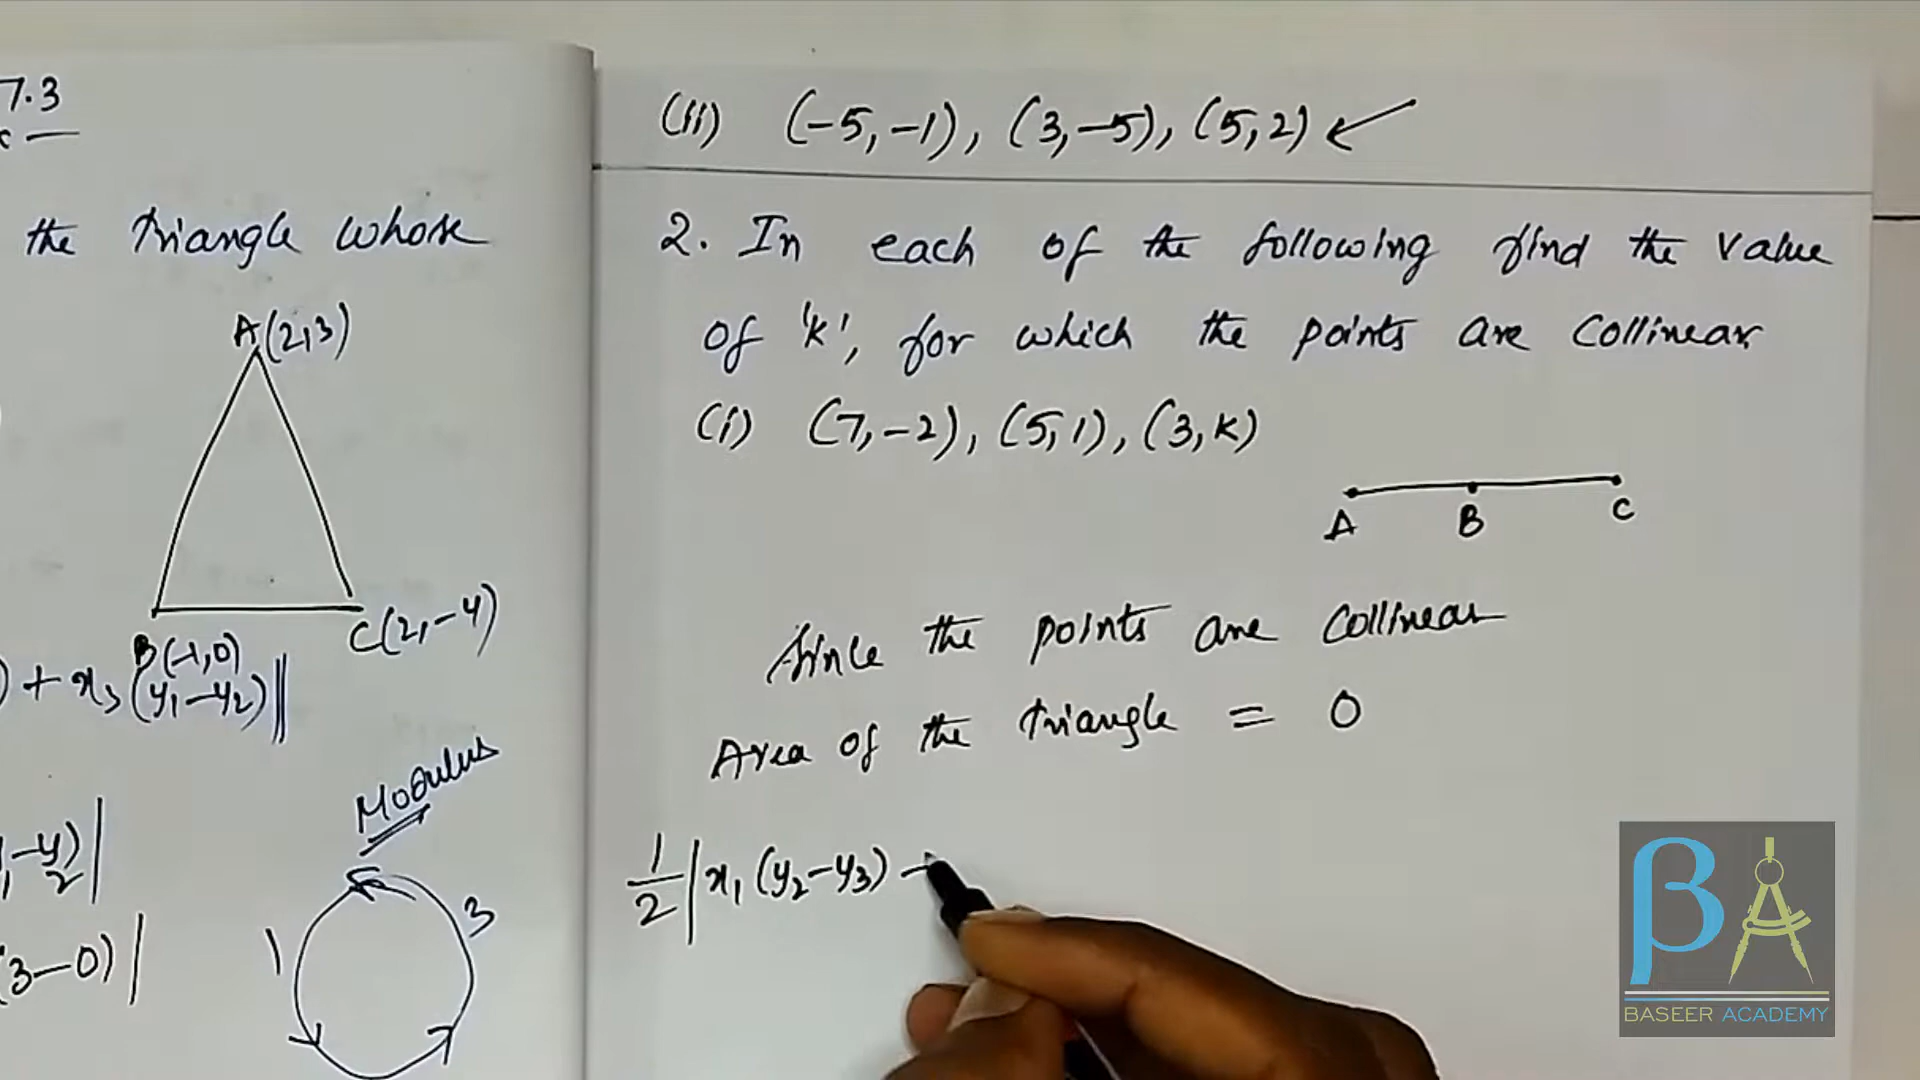 7.3
the triangle whose
A(2,3)
B(-1,0)
C(2,-4)
) + x₃(y₁-y₂)|
Modulus
₁-y₂)|
(3-0)|
1
3
(ii) (-5,-1), (3,-5), (5,2)
2. In each of the following find the value
of 'k', for which the points are collinear
(i) (7,-2), (5,1), (3,k)
A B C
Since the points are collinear
Area of the triangle = 0
1/2 |x₁(y₂-y₃)
BASEER ACADEMY